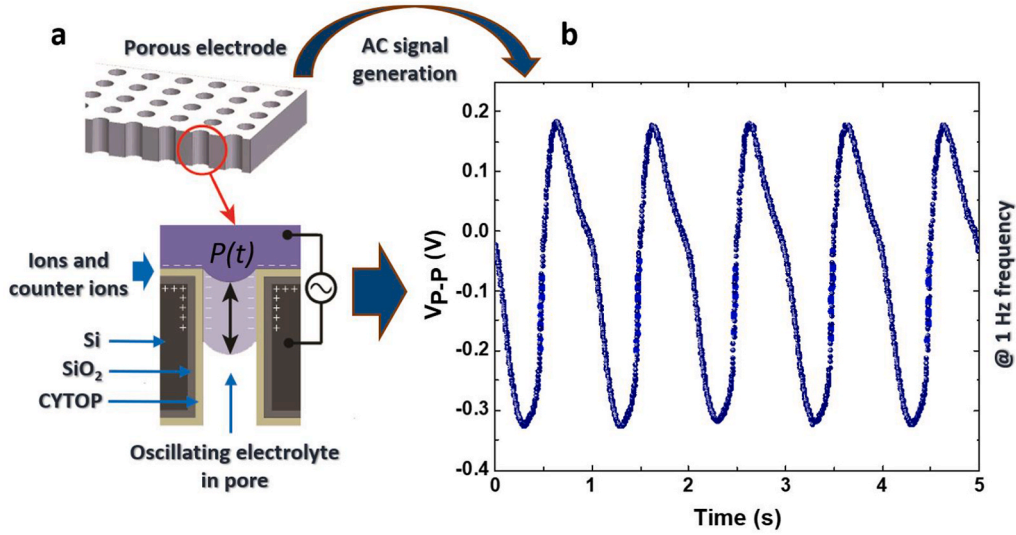 a
Porous electrode
AC signal
generation
b
P(t)
Ions and
counter ions
+ + + +
+
+
+
+ + + +
+
+
+
Si
SiO₂
CYTOP
Oscillating electrolyte
in pore
V_P-P (V)
0.2
0.1
0.0
-0.1
-0.2
-0.3
-0.4
0
1
2
3
4
5
Time (s)
@ 1 Hz frequency